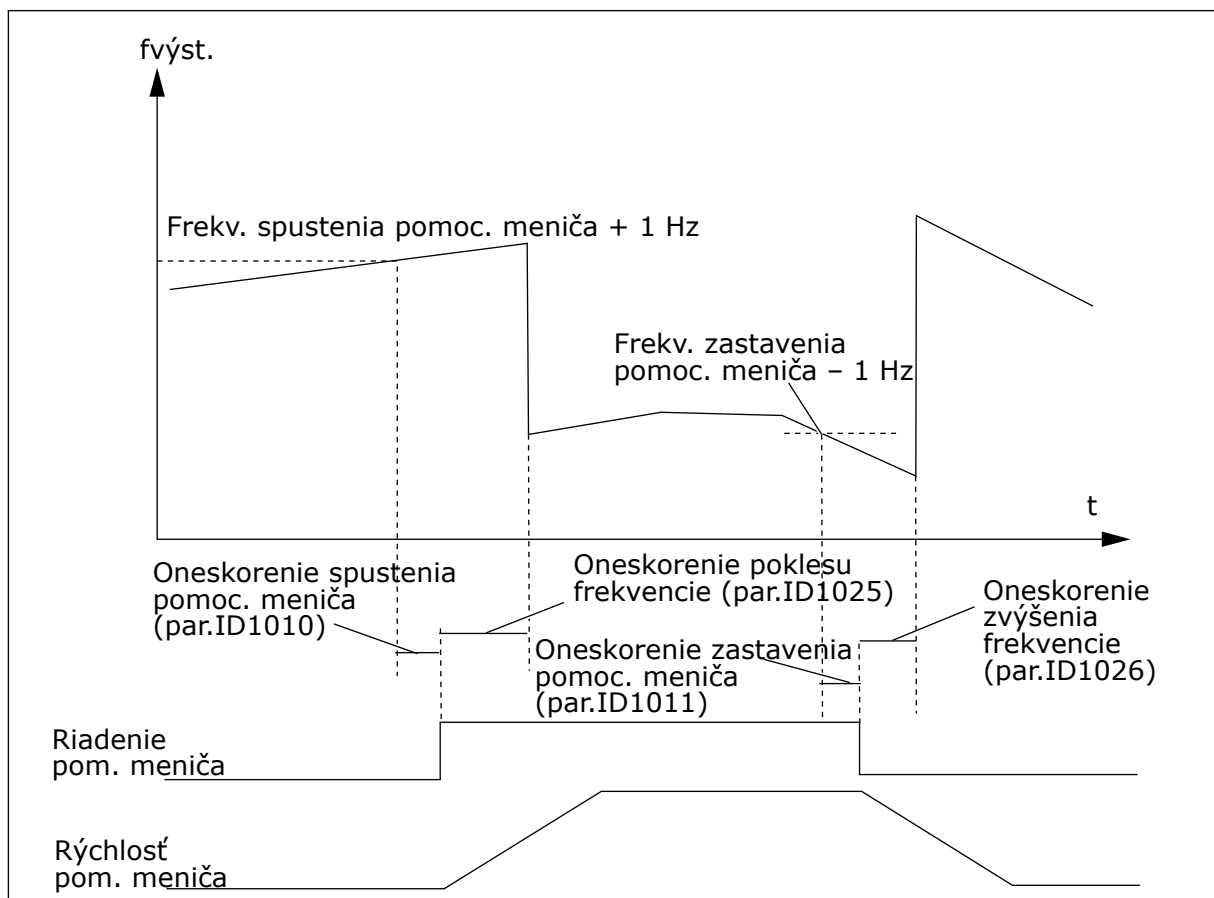 fvýst.
Frekv. spustenia pomoc. meniča + 1 Hz
Frekv. zastavenia
pomoc. meniča – 1 Hz
t
Oneskorenie spustenia
pomoc. meniča
(par.ID1010)
Oneskorenie poklesu
frekvencie (par.ID1025)
Oneskorenie zastavenia
pomoc. meniča
(par.ID1011)
Oneskorenie
zvýšenia
frekvencie
(par.ID1026)
Riadenie
pom. meniča
Rýchlosť
pom. meniča